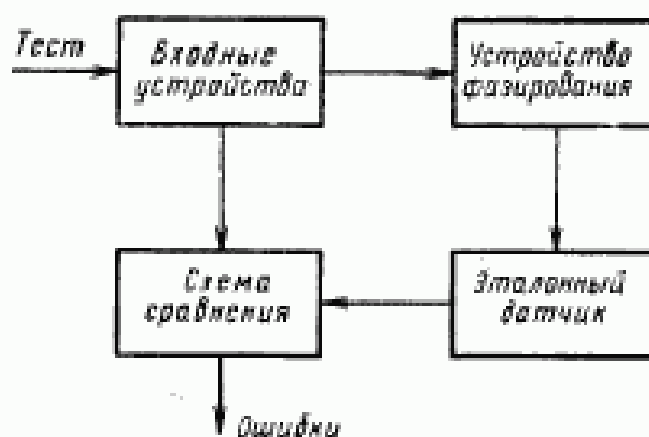 Тест
Входные
устройства
Устройство
фазирования
Схема
сравнения
Эталонный
датчик
Ошибки